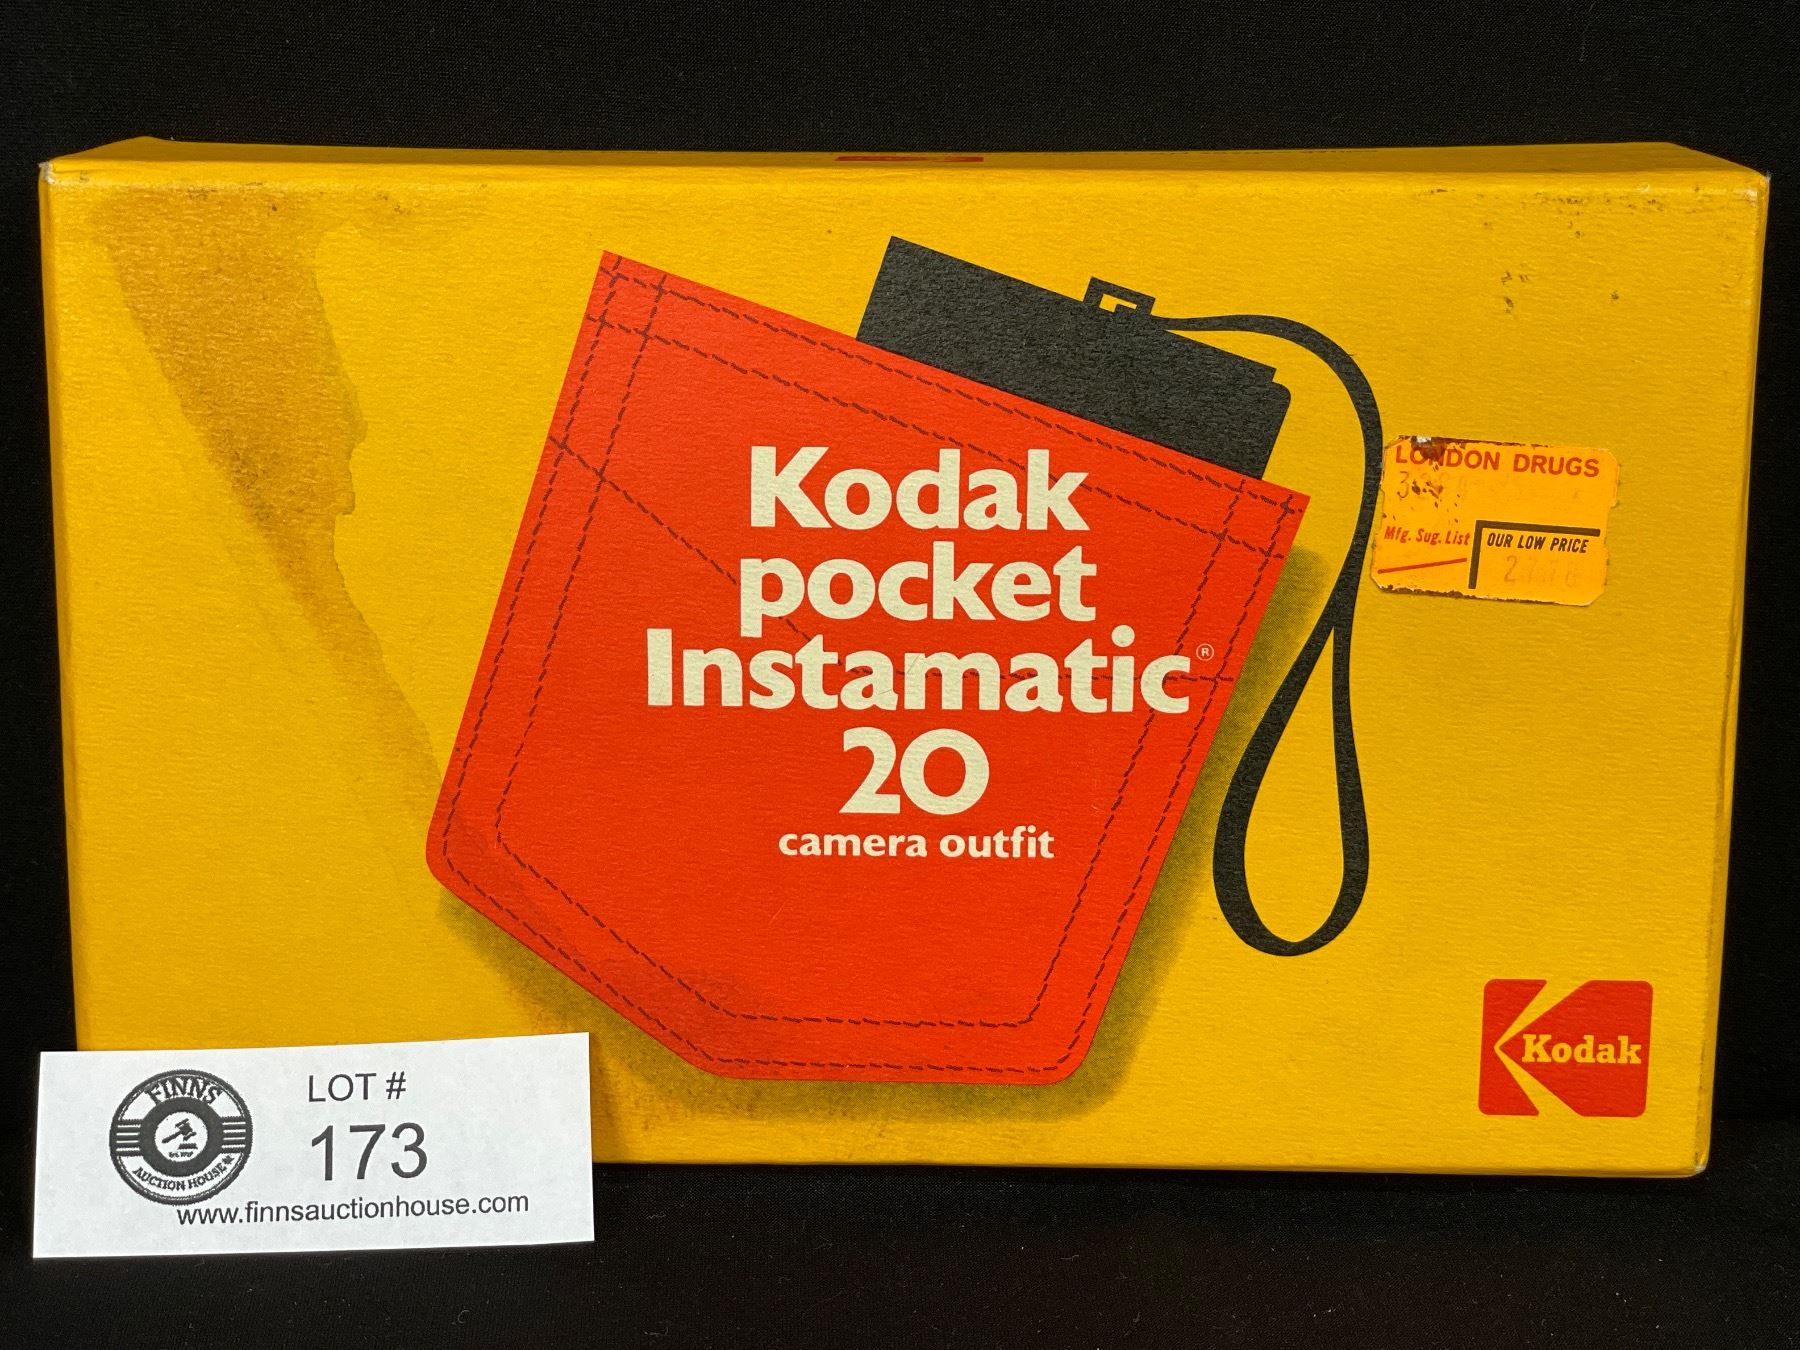 Kodak
pocket
Instamatic®
20
camera outfit
LONDON DRUGS
Mfg. Sug. List
OUR LOW PRICE
Kodak
FINNS
AUCTION HOUSE
LOT #
173
www.finnsauctionhouse.com